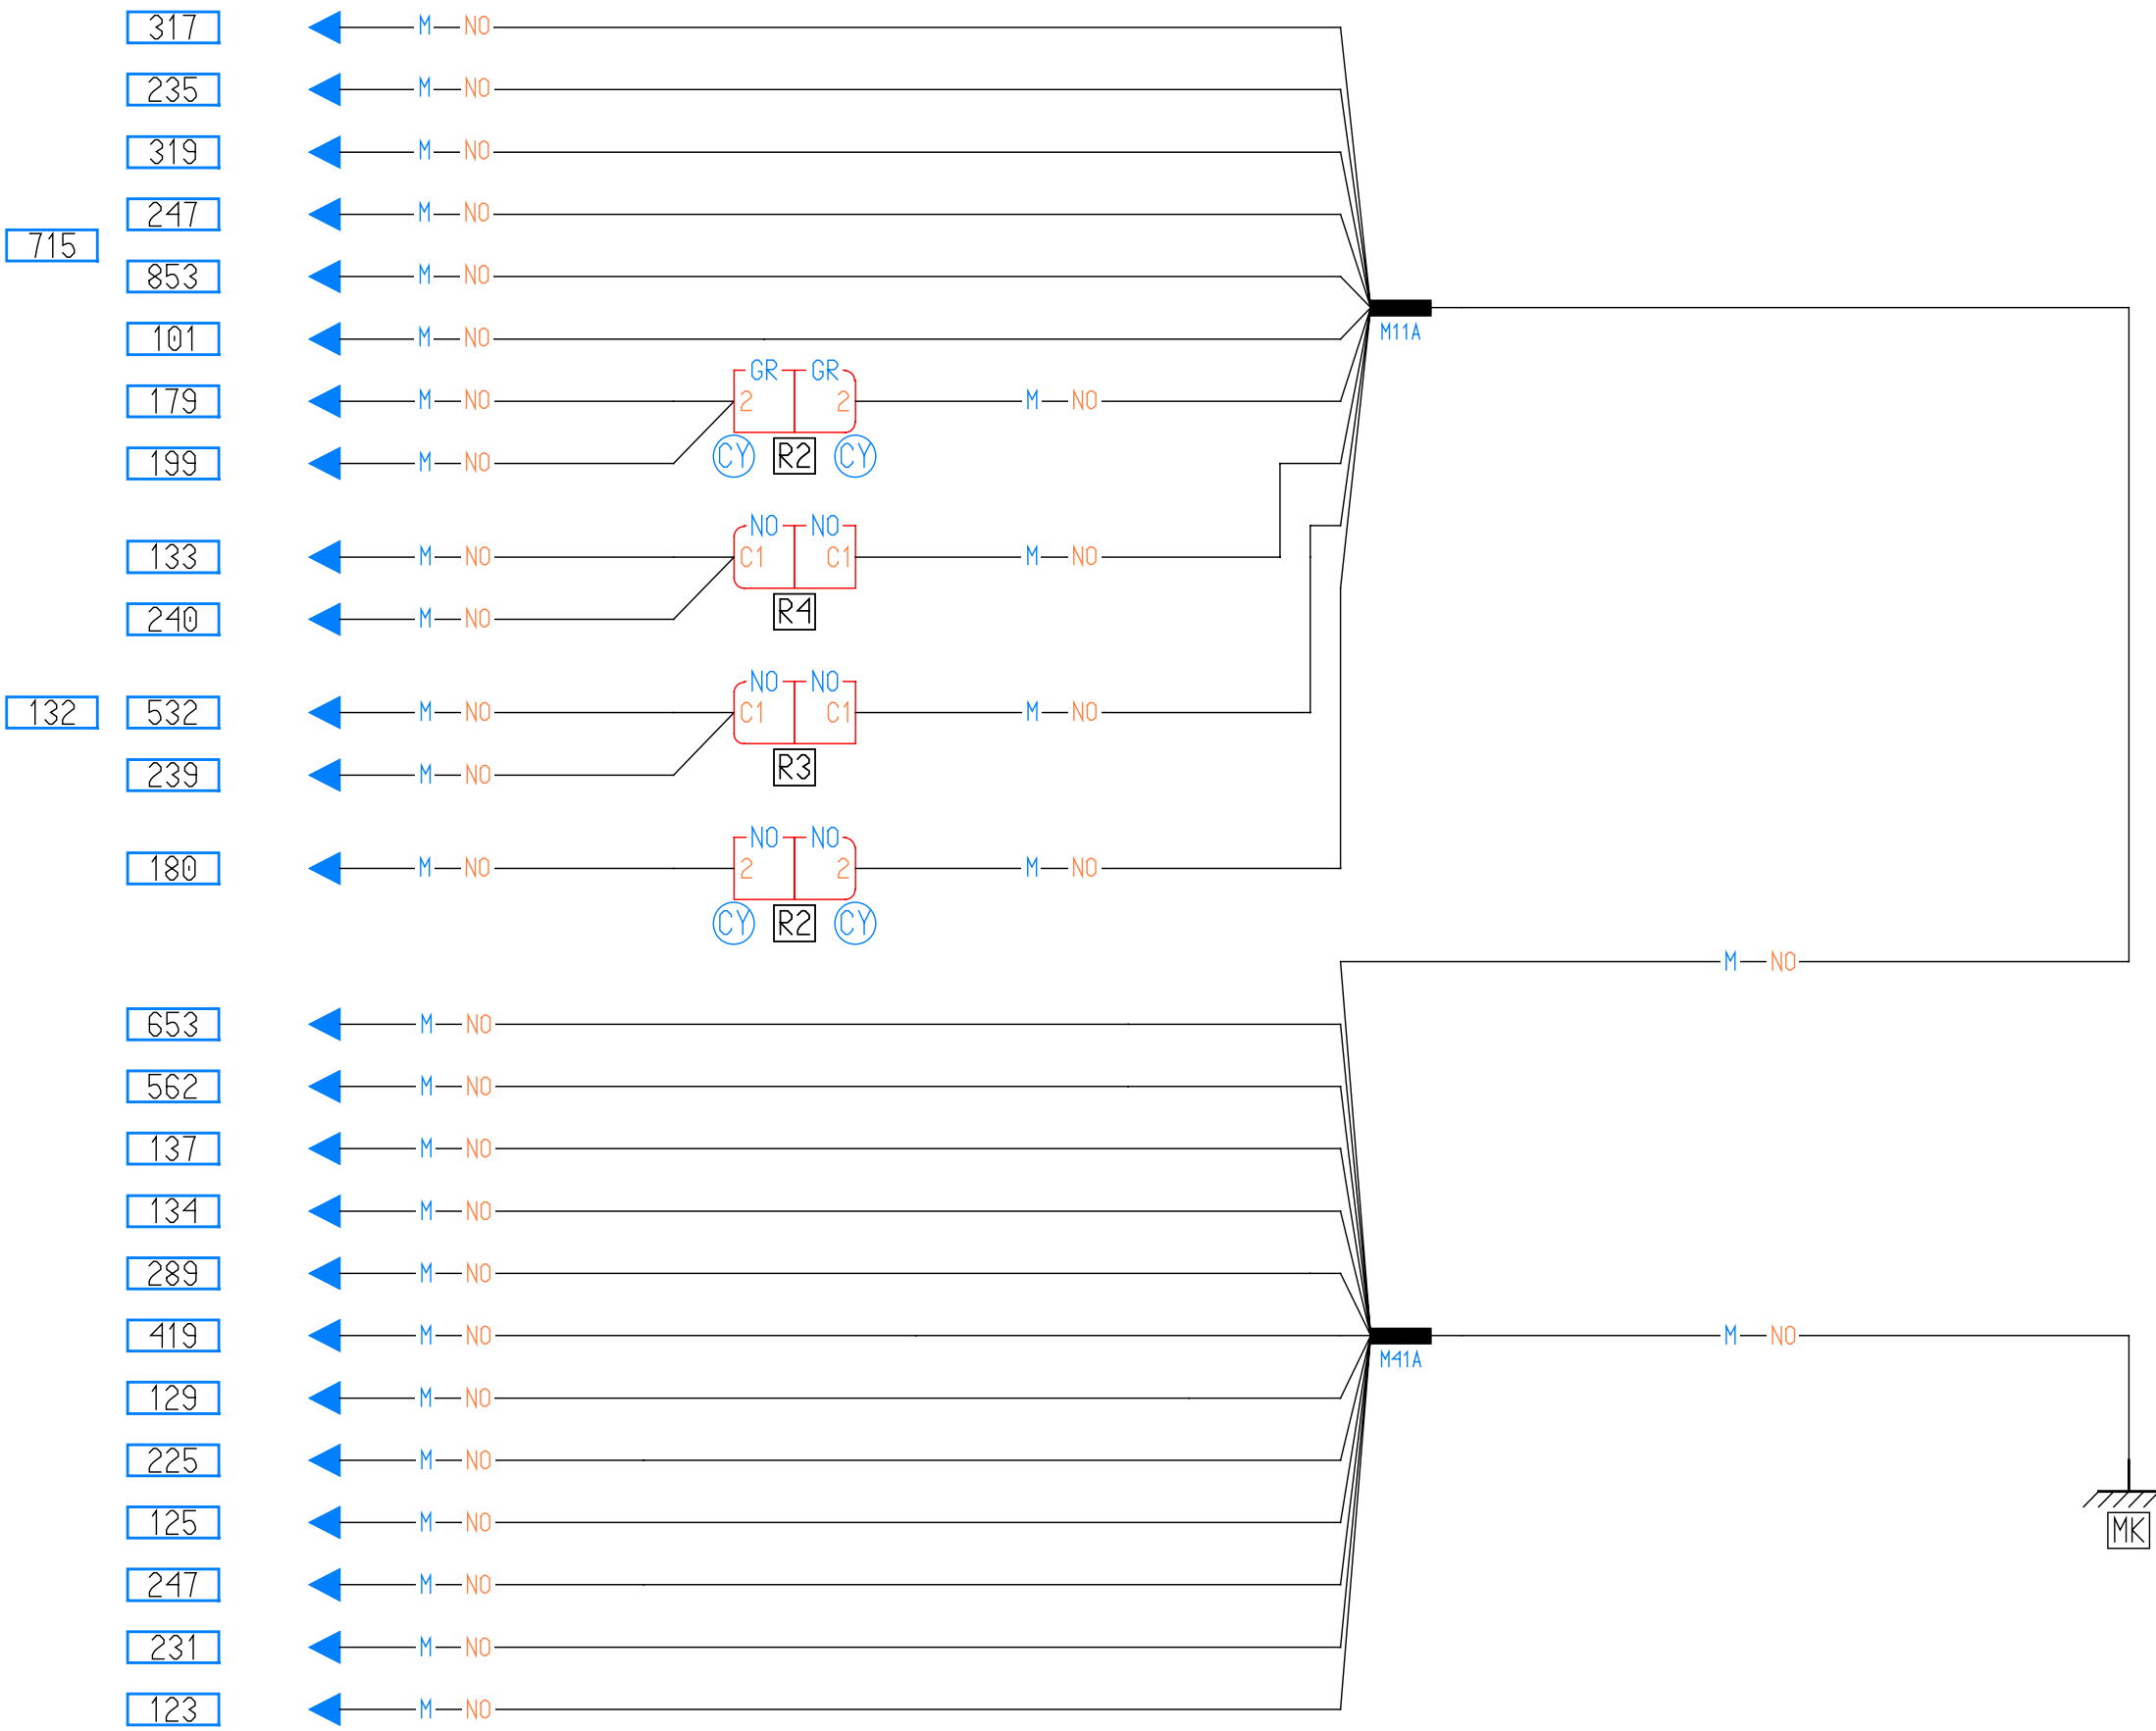 317 M NO
235 M NO
319 M NO
247 M NO
715
853 M NO
M11A
101 M NO
GR GR
179 M NO 2 2 M NO
199 M NO CY R2 CY
NO NO
133 M NO C1 C1 M NO
240 M NO R4
NO NO
132 532 M NO C1 C1 M NO
239 M NO R3
NO NO
180 M NO 2 2 M NO
CY R2 CY
M NO
653 M NO
562 M NO
137 M NO
134 M NO
289 M NO
419 M NO M NO
M41A
129 M NO
225 M NO
125 M NO
MK
247 M NO
231 M NO
123 M NO